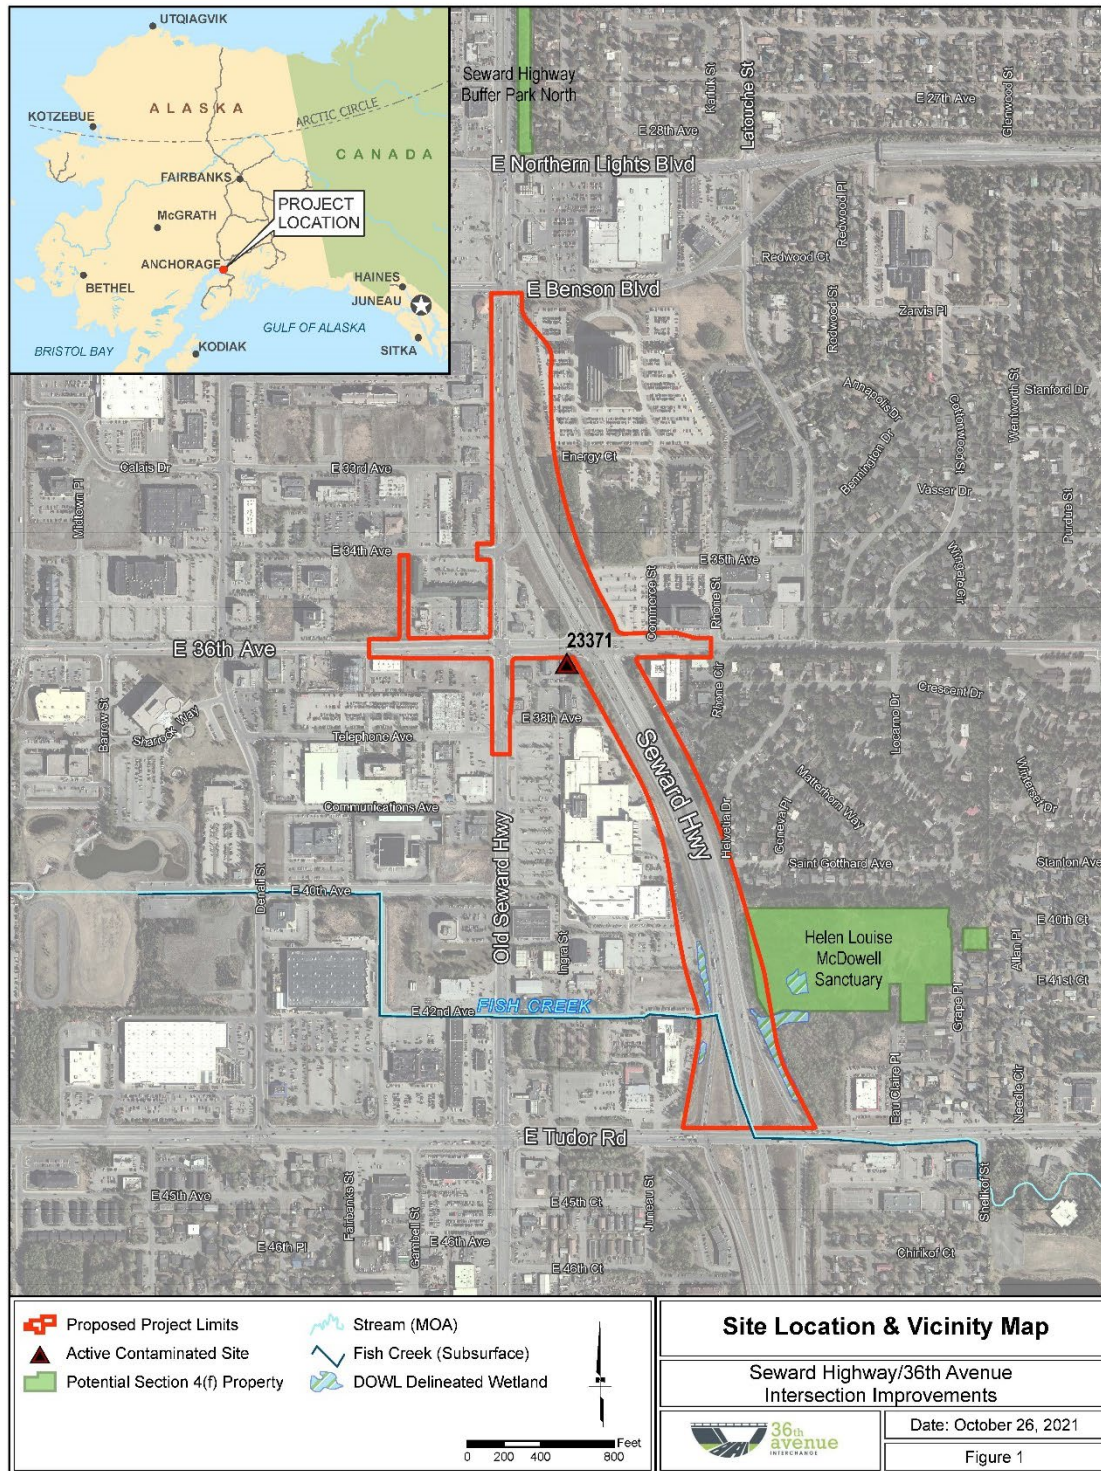 UTQIAGVIK
ALASKA
ARCTIC CIRCLE
KOTZEBUE
CANADA
FAIRBANKS
PROJECT
LOCATION
McGRATH
ANCHORAGE
BETHEL
HAINES
JUNEAU
GULF OF ALASKA
SITKA
BRISTOL BAY
KODIAK
Seward Highway
Buffer Park North
Karluk St
Latouche St
E 27th Ave
Glenwood St
E 28th Ave
E Northern Lights Blvd
Redwood Pl
Redwood Ct
E Benson Blvd
Redwood St
Zarvis Pl
Annapolis Dr
Wentworth St
Stanford Dr
Cottonwood St
Bennington Dr
Energy Ct
Calais Dr
E 33rd Ave
Vassar Dr
Midtown Pl
Purdue St
E 34th Ave
E 35th Ave
Wingate Cir
Commerce St
Rhone St
23371
E 36th Ave
Rhone Cir
Crescent Dr
Barrow St
Sharrock Way
E 38th Ave
Locarno Dr
Telephone Ave
Seward Hwy
Matterhorn Way
Winterset Dr
Communications Ave
Helvetia Dr
Geneva Pl
Old Seward Hwy
Saint Gotthard Ave
Stanton Ave
Denali St
E 40th Ave
E 40th Ct
Helen Louise
McDowell
Sanctuary
Ingra St
Allan Pl
E 41st Ct
E 42nd Ave
FISH CREEK
Grape Pl
Eau Claire Pl
Needle Cir
E Tudor Rd
E 45th Ave
Fairbanks St
Gambell St
E 45th Ct
Juneau St
Shelikof St
E 46th Pl
E 46th Ave
E 46th Ct
Chirikof Ct
Proposed Project Limits
Active Contaminated Site
Potential Section 4(f) Property
Stream (MOA)
Fish Creek (Subsurface)
DOWL Delineated Wetland
Feet
0 200 400 800
Site Location & Vicinity Map
Seward Highway/36th Avenue
Intersection Improvements
36th
avenue
INTERCHANGE
Date: October 26, 2021
Figure 1